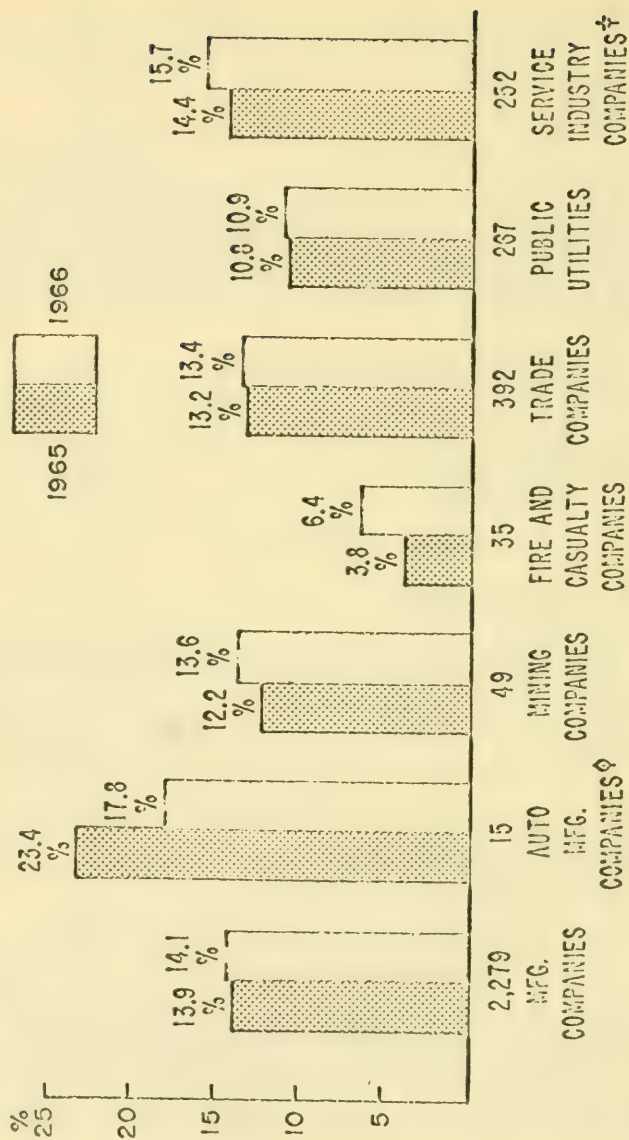 1965 1966
%
25
20
15
10
5
13.9
%
14.1
%
23.4
%
17.8
%
12.2
%
13.6
%
3.8
%
6.4
%
13.2
%
13.4
%
10.8
%
10.9
%
14.4
%
15.7
%
2,279
MFG.
COMPANIES
15
AUTO
MFG.
COMPANIES◊
49
MINING
COMPANIES
35
FIRE AND
CASUALTY
COMPANIES
392
TRADE
COMPANIES
267
PUBLIC
UTILITIES
252
SERVICE
INDUSTRY
COMPANIES‡